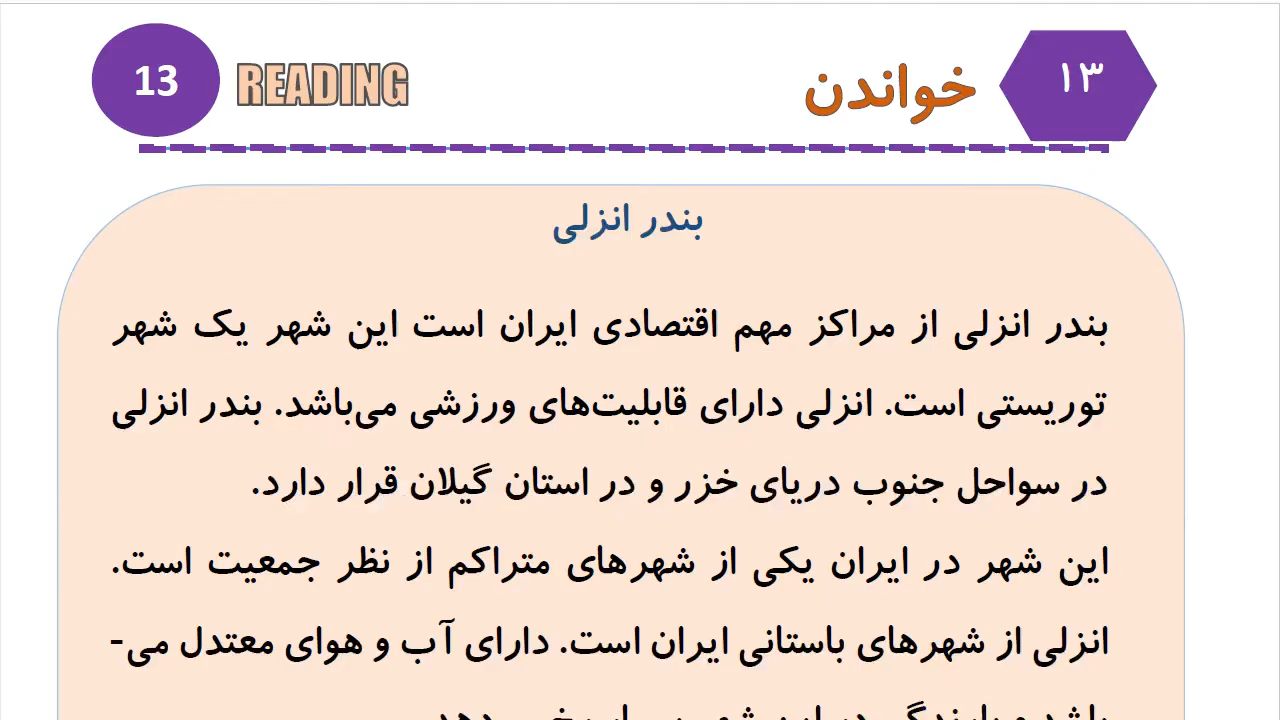 13 READING خواندن ۱۳
بندر انزلی
بندر انزلی از مراکز مهم اقتصادی ایران است این شهر یک شهر
توریستی است. انزلی دارای قابلیت‌های ورزشی می‌باشد. بندر انزلی
در سواحل جنوب دریای خزر و در استان گیلان قرار دارد.
این شهر در ایران یکی از شهرهای متراکم از نظر جمعیت است.
انزلی از شهرهای باستانی ایران است. دارای آب و هوای معتدل می-